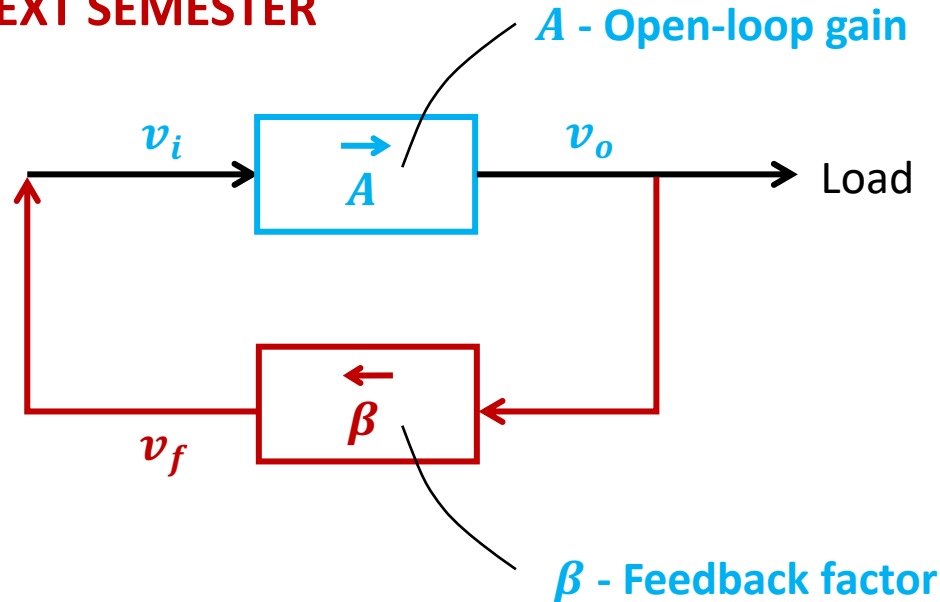 EXT SEMESTER
A - Open-loop gain
v_i
v_o
A
Load
β
v_f
β - Feedback factor